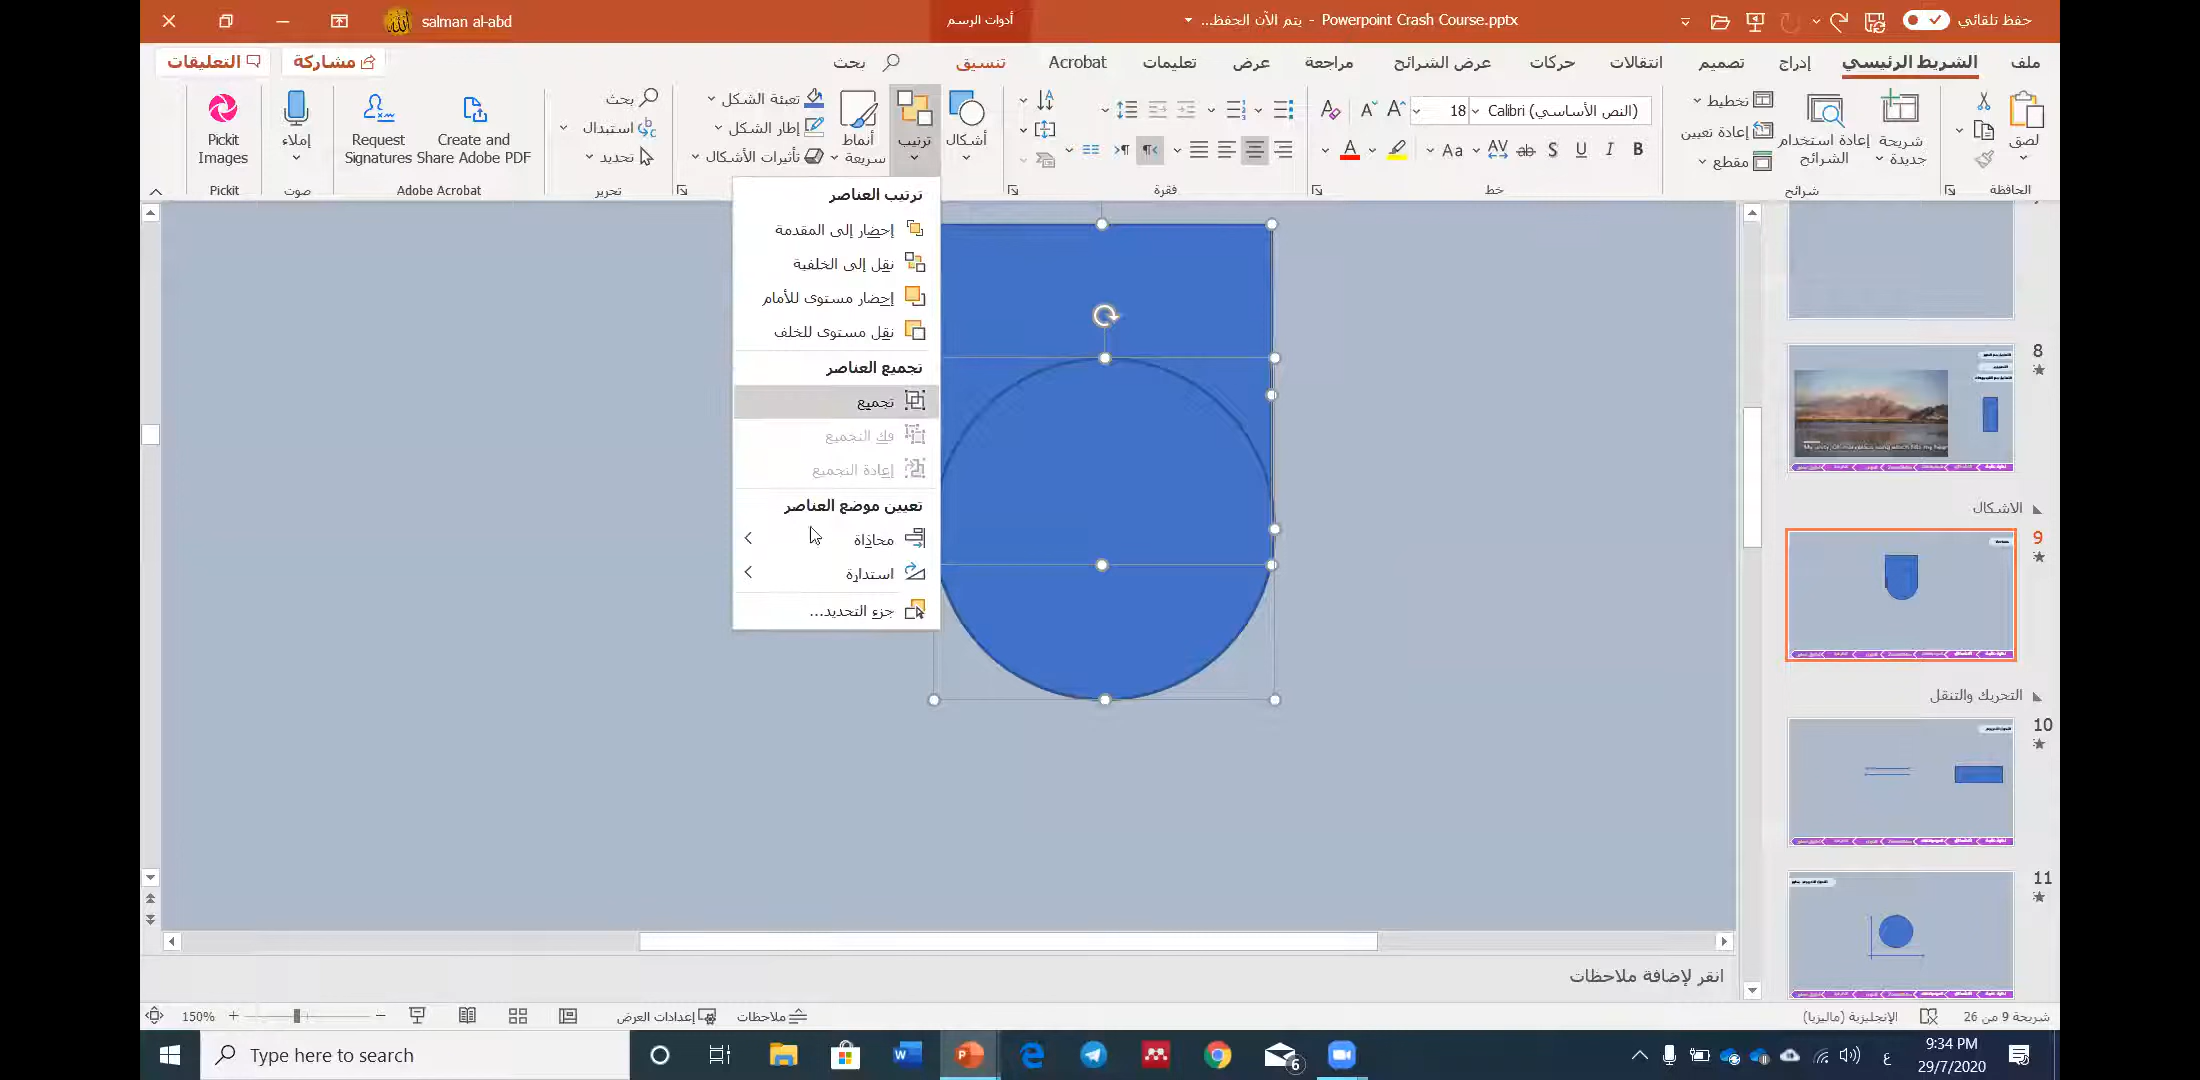 حفظ تلقائي
Powerpoint Crash Course.pptx - يتم الآن الحفظ...
أدوات الرسم
salman al-abd
ملف
الشريط الرئيسي
إدراج
تصميم
انتقالات
حركات
عرض الشرائح
مراجعة
عرض
تعليمات
Acrobat
تنسيق
بحث
مشاركة
التعليقات
لصق
الحافظة
شريحة جديدة
إعادة استخدام الشرائح
تخطيط
إعادة تعيين
مقطع
شرائح
Calibri (النص الأساسي)
18
B I U S ab AV Aa A
خط
فقرة
أشكال
ترتيب
أنماط سريعة
تعبئة الشكل
إطار الشكل
تأثيرات الأشكال
بحث
استبدال
تحديد
تحرير
Create and Share Adobe PDF
Request Signatures
Adobe Acrobat
إملاء
صوت
Pickit Images
Pickit
ترتيب العناصر
إحضار إلى المقدمة
نقل إلى الخلفية
إحضار مستوى للأمام
نقل مستوى للخلف
تجميع العناصر
تجميع
فك التجميع
إعادة التجميع
تعيين موضع العناصر
محاذاة
استدارة
جزء التحديد...
8
الاشكال
9
التحريك والتنقل
10
11
انقر لإضافة ملاحظات
شريحة 9 من 26
الإنجليزية (ماليزيا)
ملاحظات
إعدادات العرض
150%
Type here to search
6
ع
9:34 PM
29/7/2020